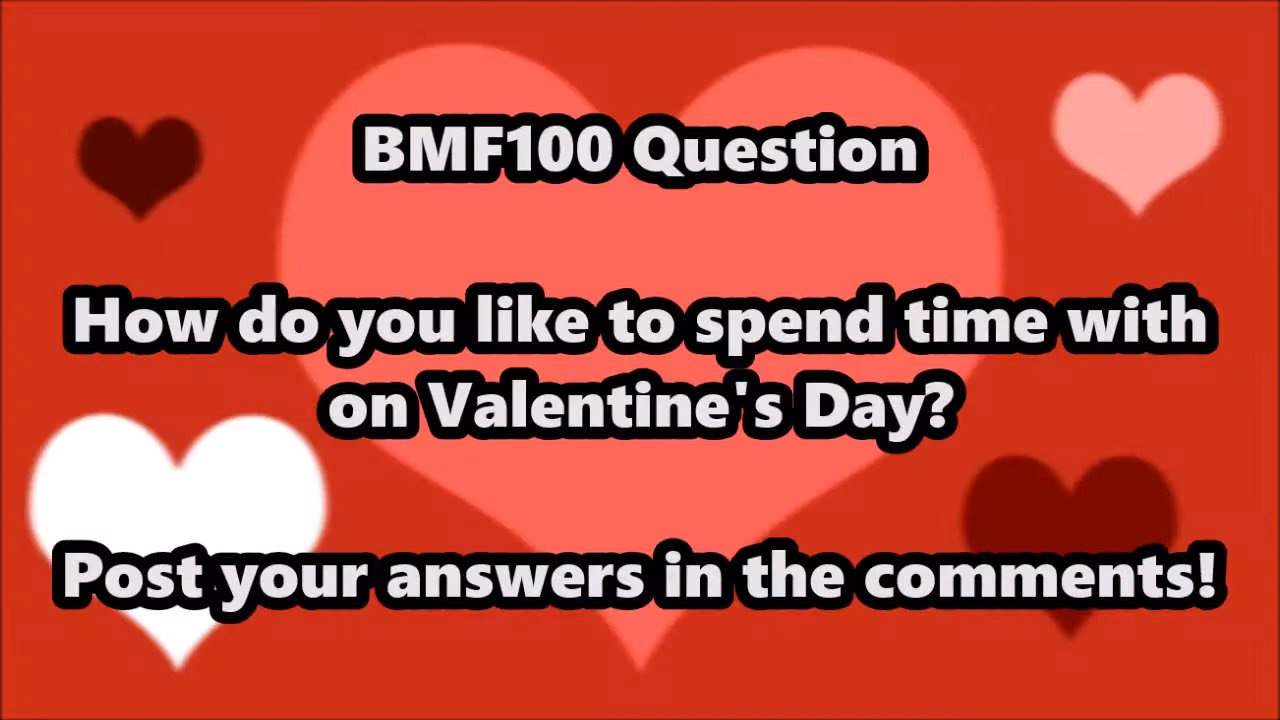 BMF100 Question
How do you like to spend time with
on Valentine's Day?
Post your answers in the comments!